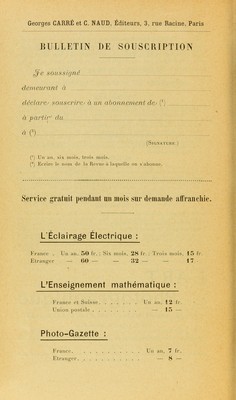 Georges CARRÉ et C. NAUD, Éditeurs, 3, rue Racine, Paris
BULLETIN DE SOUSCRIPTION
Je soussigné
demeurant à
déclare souscrire à un abonnement de (¹)
à partir du
à (²)
(SIGNATURE.)
(¹) Un an, six mois, trois mois.
(²) Écrire le nom de la Revue à laquelle on s'abonne.
Service gratuit pendant un mois sur demande affranchie.
L'Éclairage Électrique :
France . Un an, 50 fr. ; Six mois, 28 fr. ; Trois mois, 15 fr.
Étranger — 60 — — 32 — — 17 —
L'Enseignement mathématique :
France et Suisse. . . . . . . Un an, 12 fr.
Union postale . . . . . . . . — 15 —
Photo-Gazette :
France. . . . . . . . . . . Un an, 7 fr.
Étranger. . . . . . . . . . — 8 —